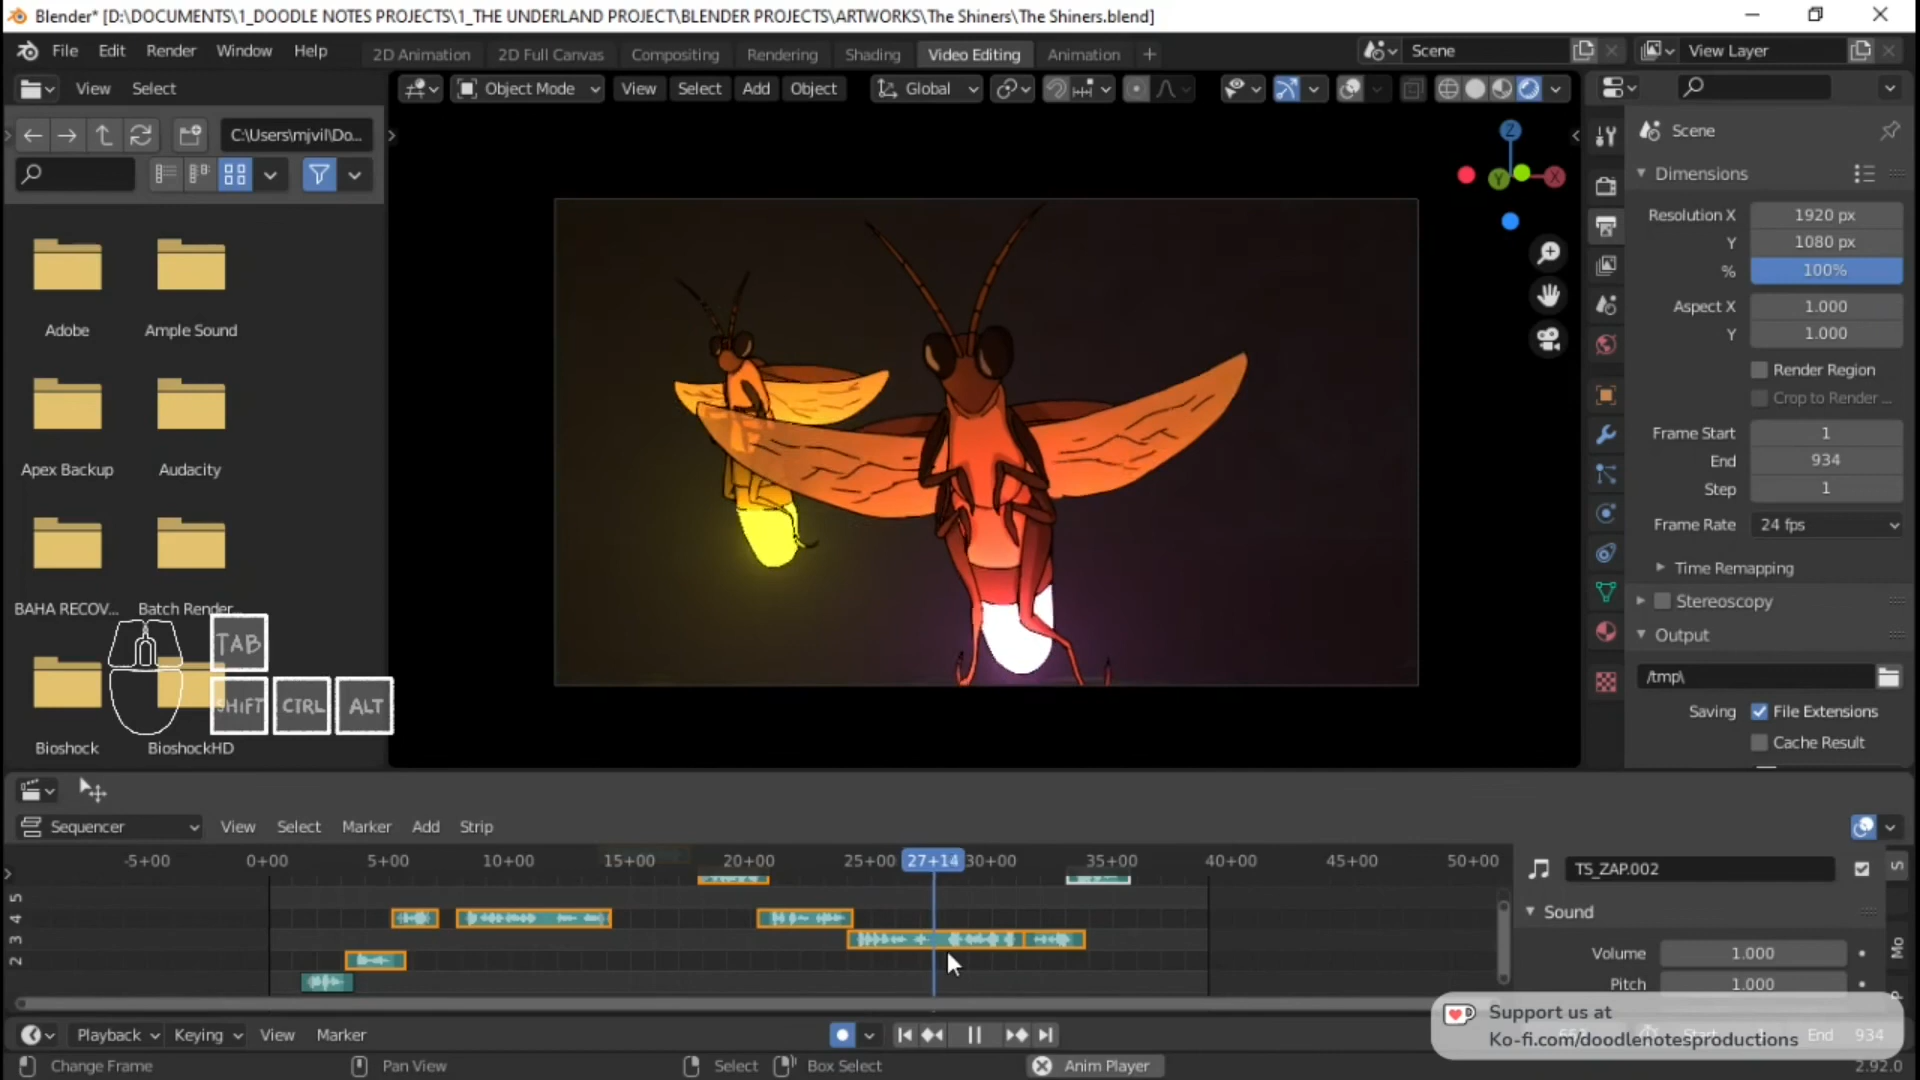 Blender* [D:\DOCUMENTS\1_DOODLE NOTES PROJECTS\1_THE UNDERLAND PROJECT\BLENDER PROJECTS\ARTWORKS\The Shiners\The Shiners.blend]
File Edit Render Window Help 2D Animation 2D Full Canvas Compositing Rendering Shading Video Editing Animation + Scene View Layer
View Select Object Mode View Select Add Object Global
C:\Users\mjvil\Do...
Scene
Dimensions
Resolution X 1920 px
Y 1080 px
% 100%
Aspect X 1.000
Y 1.000
Render Region
Crop to Render ...
Frame Start 1
End 934
Step 1
Frame Rate 24 fps
Time Remapping
Stereoscopy
Output
/tmp\
Saving File Extensions
Cache Result
Z
Y X
Adobe Ample Sound
Apex Backup Audacity
BAHA RECOV... Batch Render...
Bioshock BioshockHD
TAB
SHIFT CTRL ALT
Sequencer View Select Marker Add Strip
-5+00 0+00 5+00 10+00 15+00 20+00 25+00 27+14 30+00 35+00 40+00 45+00 50+00
5
4
3
2
TS_ZAP.002
Sound
Volume 1.000
Pitch 1.000
Mo
Support us at
Ko-fi.com/doodlenotesproductions
Start End 934
Playback Keying View Marker
Change Frame Pan View Select Box Select Anim Player 2.92.0